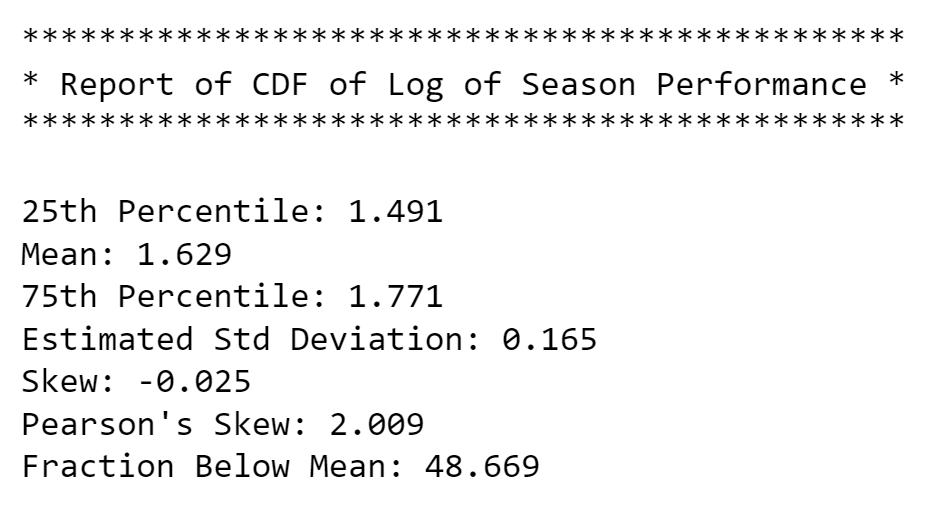 **********************************************
* Report of CDF of Log of Season Performance *
**********************************************
25th Percentile: 1.491
Mean: 1.629
75th Percentile: 1.771
Estimated Std Deviation: 0.165
Skew: -0.025
Pearson's Skew: 2.009
Fraction Below Mean: 48.669